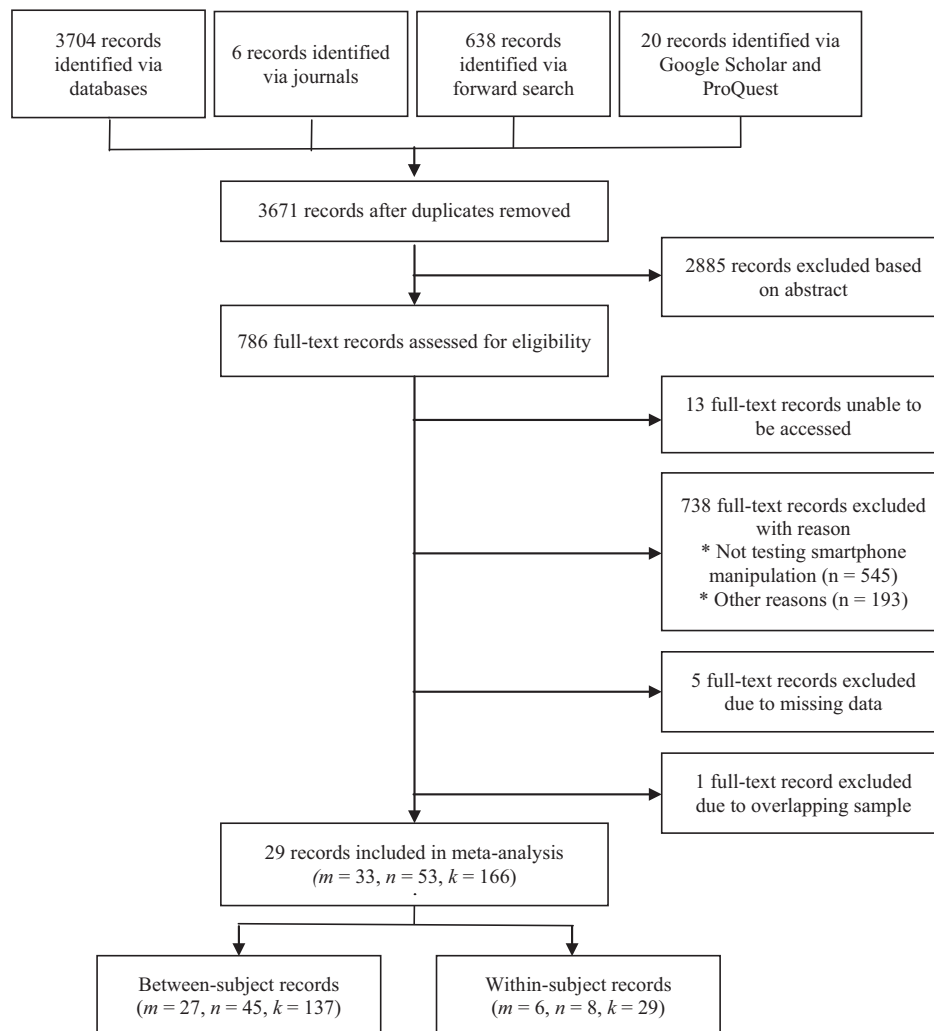 3704 records
identified via
databases
6 records identified
via journals
638 records
identified via
forward search
20 records identified via
Google Scholar and
ProQuest
3671 records after duplicates removed
2885 records excluded based
on abstract
786 full-text records assessed for eligibility
13 full-text records unable to
be accessed
738 full-text records excluded
with reason
* Not testing smartphone
manipulation (n = 545)
* Other reasons (n = 193)
5 full-text records excluded
due to missing data
1 full-text record excluded
due to overlapping sample
29 records included in meta-analysis
(m = 33, n = 53, k = 166)
.
Between-subject records
(m = 27, n = 45, k = 137)
Within-subject records
(m = 6, n = 8, k = 29)